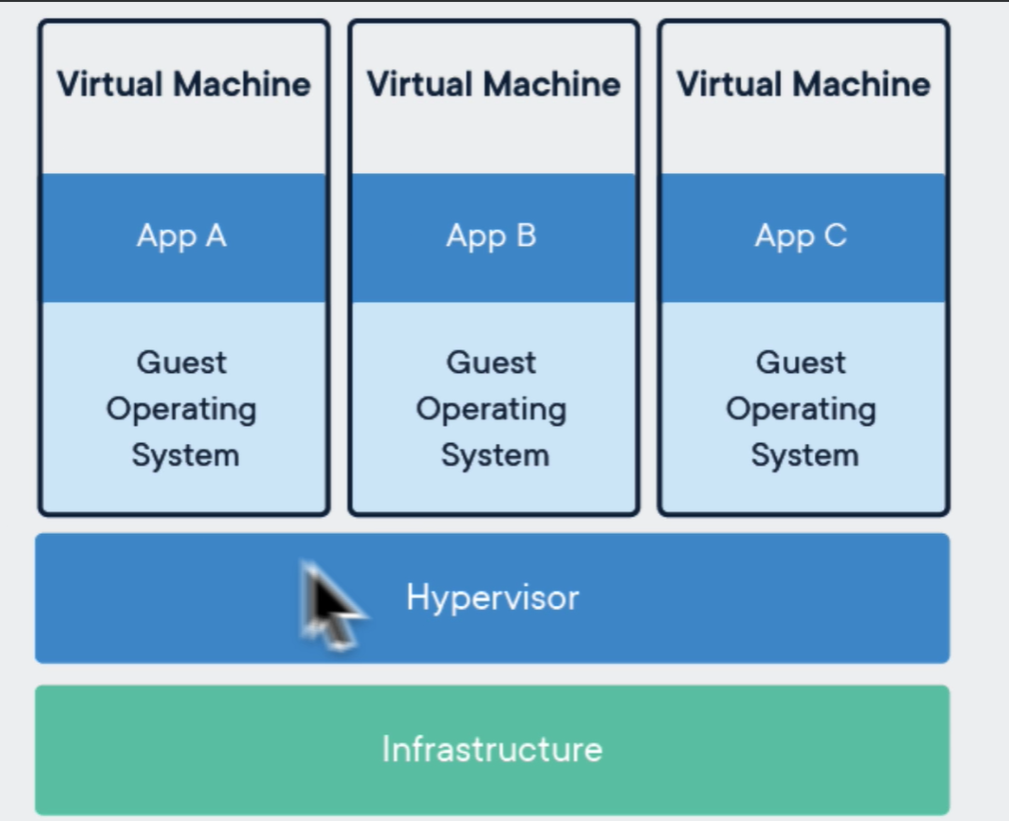 Virtual Machine
Virtual Machine
Virtual Machine
App A
App B
App C
Guest
Operating
System
Guest
Operating
System
Guest
Operating
System
Hypervisor
Infrastructure